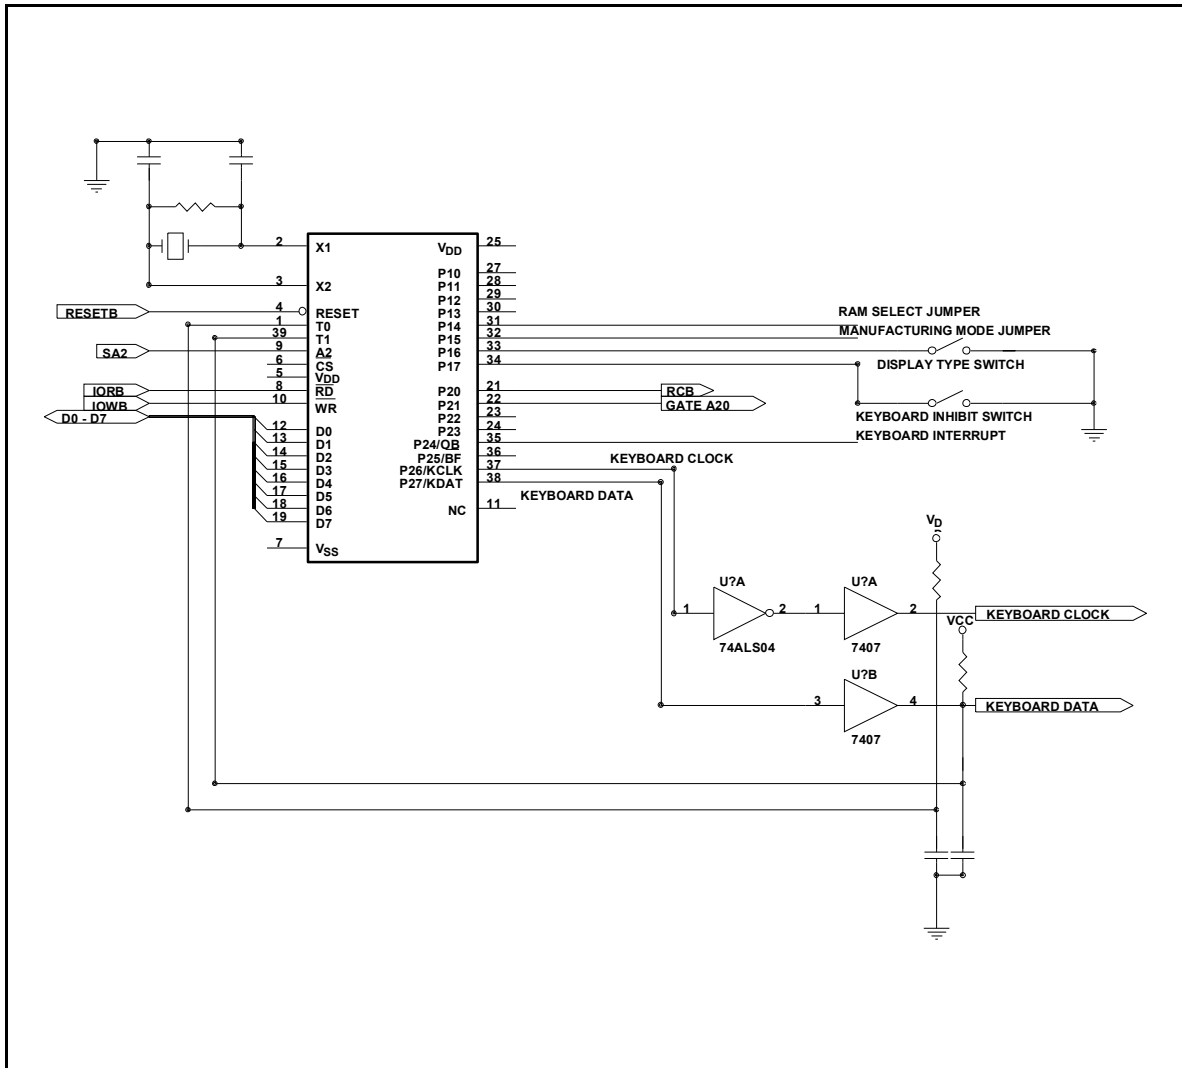 2 X1
3 X2
RESETB 4 RESET
1 T0
39 T1
SA2 9 A2
6 CS
5 VDD
IORB 8 RD
IOWB 10 WR
D0 - D7
12 D0
13 D1
14 D2
15 D3
16 D4
17 D5
18 D6
19 D7
7 VSS
VDD 25
P10 27
P11 28
P12 29
P13 30
P14 31
P15 32
P16 33
P17 34
P20 21
P21 22
P22 23
P23 24
P24/OB 35
P25/BF 36
P26/KCLK 37
P27/KDAT 38
NC 11
RAM SELECT JUMPER
MANUFACTURING MODE JUMPER
DISPLAY TYPE SWITCH
RCB
GATE A20
KEYBOARD INHIBIT SWITCH
KEYBOARD INTERRUPT
KEYBOARD CLOCK
KEYBOARD DATA
VD
U?A
1 2
74ALS04
U?A
1 2
7407
KEYBOARD CLOCK
VCC
U?B
3 4
7407
KEYBOARD DATA